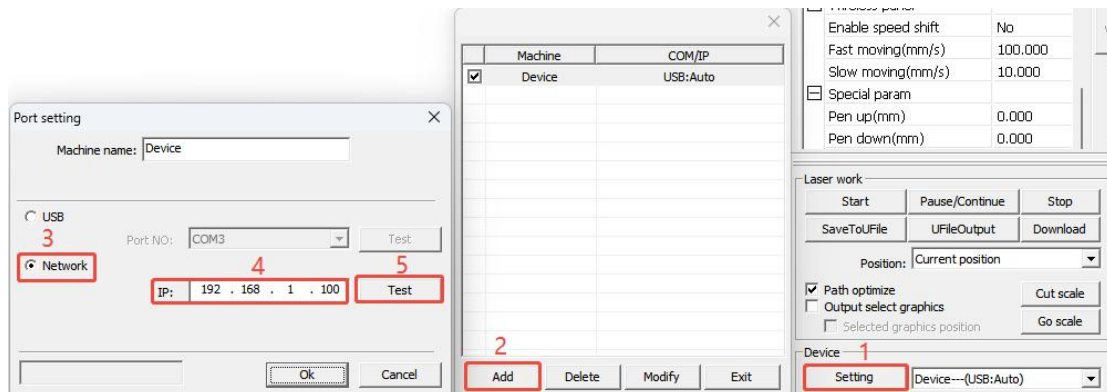 Enable speed shift No
Fast moving(mm/s) 100.000
Slow moving(mm/s) 10.000
Special param
Pen up(mm) 0.000
Pen down(mm) 0.000
Machine COM/IP
Device USB:Auto
Port setting
Machine name: Device
USB
3
Port NO: COM3 Test
Network
4
5
IP: 192 . 168 . 1 . 100 Test
Ok Cancel
2
Add Delete Modify Exit
Laser work
Start Pause/Continue Stop
SaveToUFile UFileOutput Download
Position: Current position
Path optimize
Output select graphics
Selected graphics position
Cut scale
Go scale
Device 1
Setting Device---(USB:Auto)